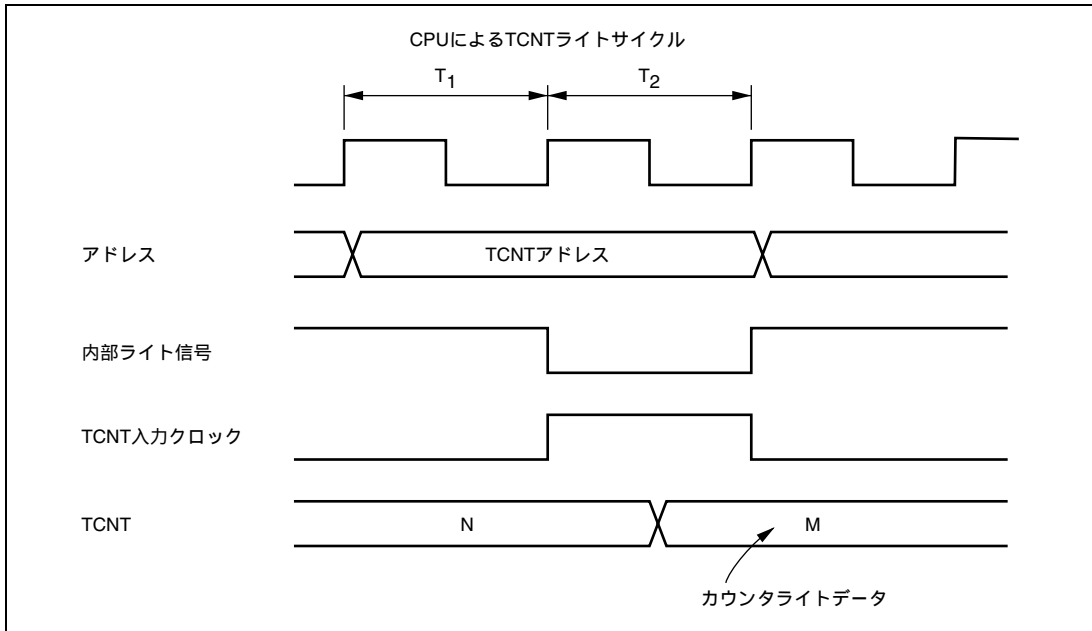 CPUによるTCNTライトサイクル
T1 T2
アドレス TCNTアドレス
内部ライト信号
TCNT入力クロック
TCNT N M
カウンタライトデータ